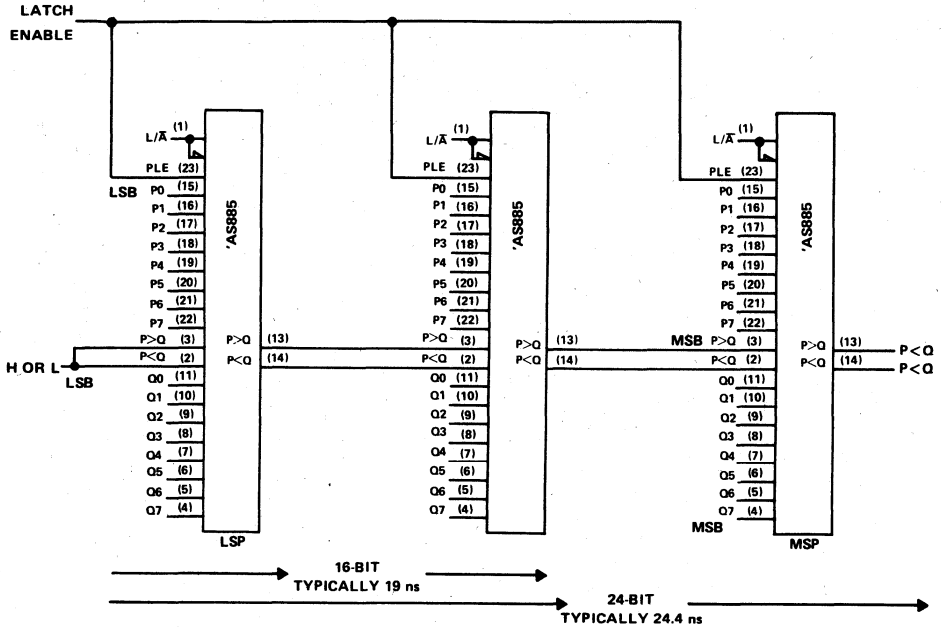 LATCH
ENABLE
L/A̅ (1)
PLE (23)
LSB P0 (15)
P1 (16)
P2 (17)
P3 (18)
P4 (19)
P5 (20)
P6 (21)
P7 (22)
P>Q (3)
P<Q (2)
H OR L
LSB
Q0 (11)
Q1 (10)
Q2 (9)
Q3 (8)
Q4 (7)
Q5 (6)
Q6 (5)
Q7 (4)
'AS885
P>Q (13)
P<Q (14)
LSP
L/A̅ (1)
PLE (23)
P0 (15)
P1 (16)
P2 (17)
P3 (18)
P4 (19)
P5 (20)
P6 (21)
P7 (22)
P>Q (3)
P<Q (2)
Q0 (11)
Q1 (10)
Q2 (9)
Q3 (8)
Q4 (7)
Q5 (6)
Q6 (5)
Q7 (4)
'AS885
P>Q (13)
P<Q (14)
L/A̅ (1)
PLE (23)
P0 (15)
P1 (16)
P2 (17)
P3 (18)
P4 (19)
P5 (20)
P6 (21)
P7 (22)
MSB P>Q (3)
P<Q (2)
Q0 (11)
Q1 (10)
Q2 (9)
Q3 (8)
Q4 (7)
Q5 (6)
Q6 (5)
Q7 (4)
MSB
'AS885
P>Q (13) P<Q
P<Q (14) P<Q
MSP
16-BIT
TYPICALLY 19 ns
24-BIT
TYPICALLY 24.4 ns